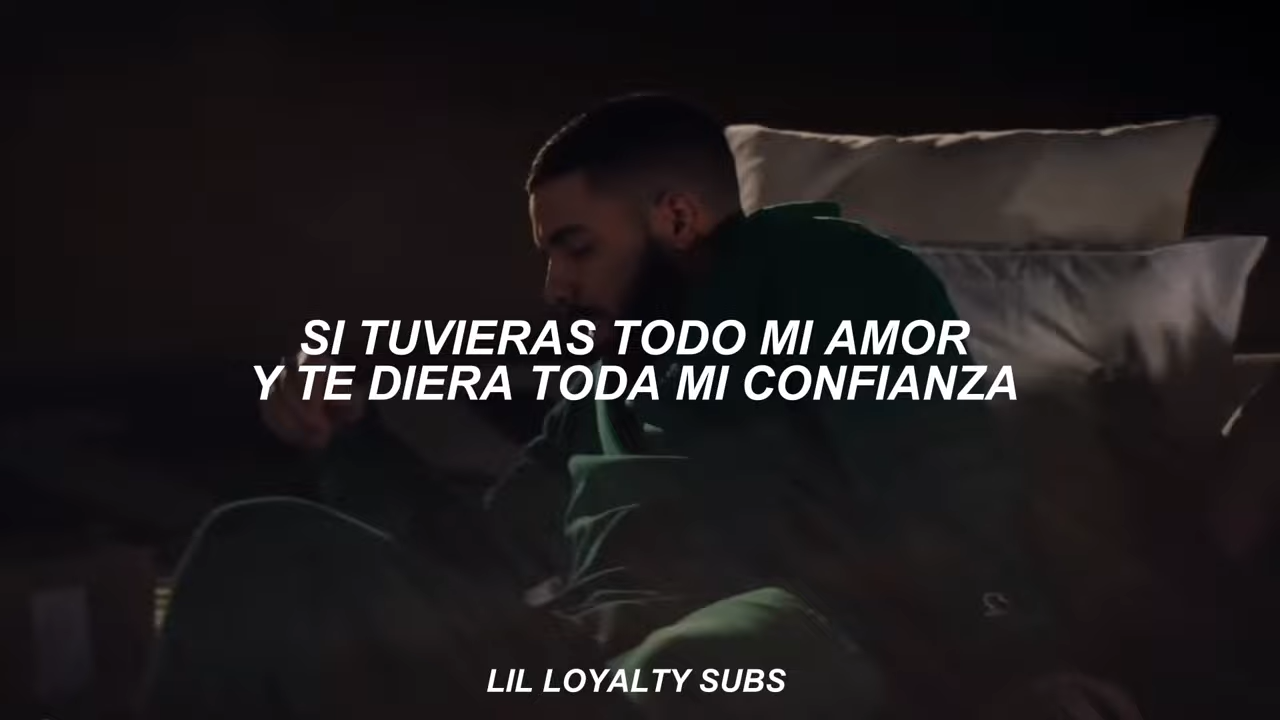 SI TUVIERAS TODO MI AMOR
Y TE DIERA TODA MI CONFIANZA
LIL LOYALTY SUBS